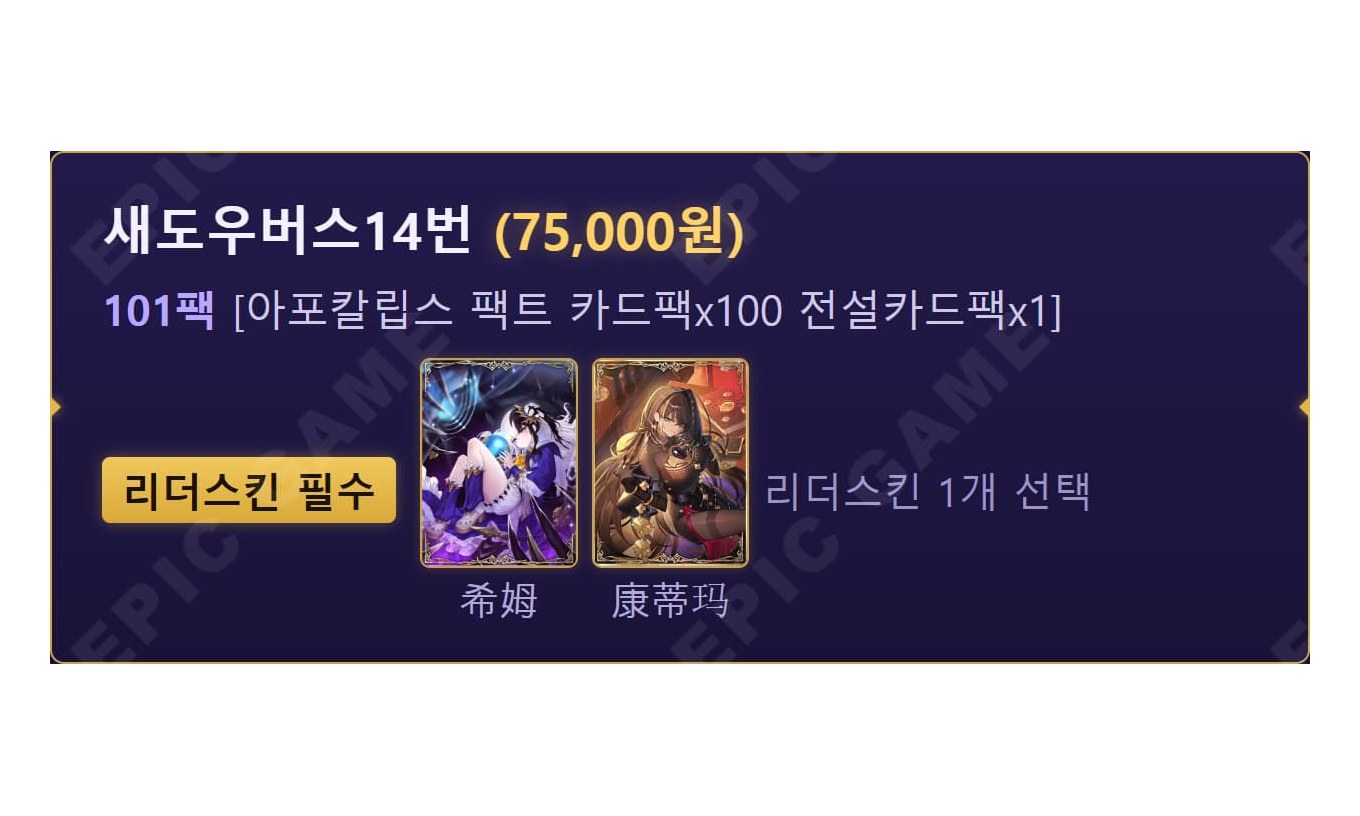 새도우버스14번 (75,000원)
101팩 [아포칼립스 팩트 카드팩x100 전설카드팩x1]
리더스킨 필수
리더스킨 1개 선택
希姆
康蒂玛
EPIC GAME